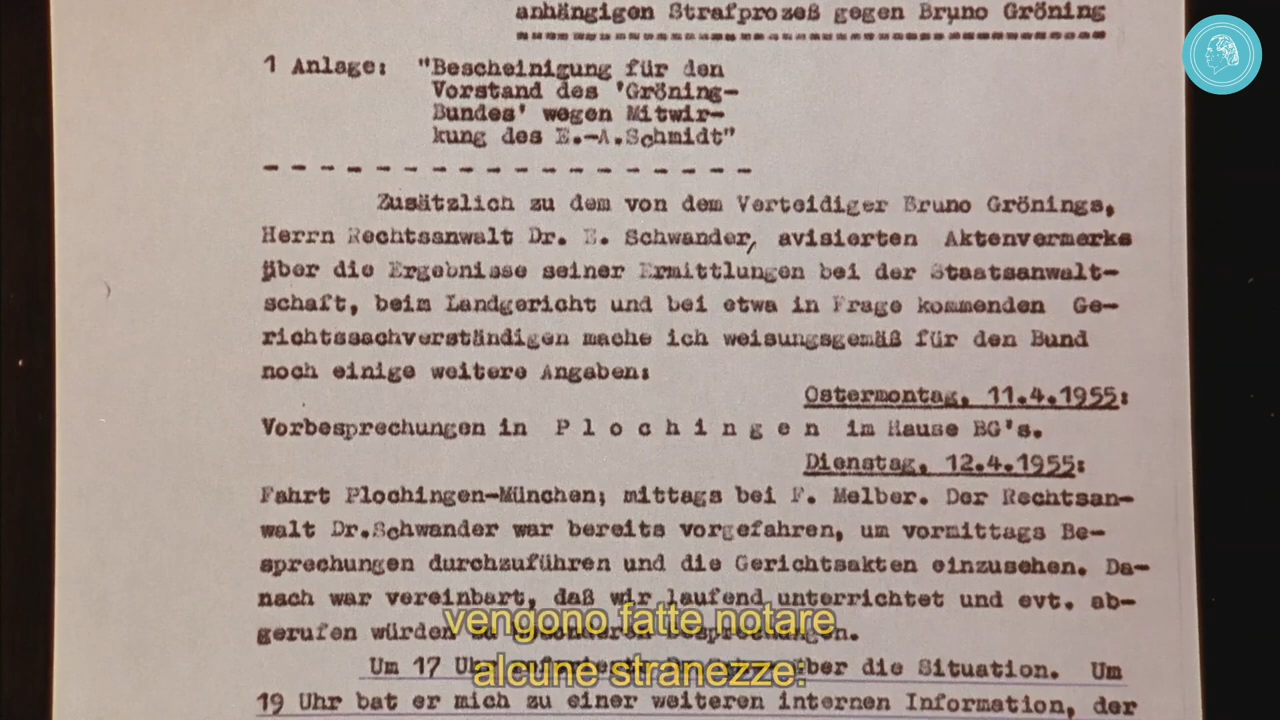 anhängigen Strafprozeß gegen Bruno Gröning
1 Anlage: "Bescheinigung für den
Vorstand des 'Gröning-
Bundes' wegen Mitwir-
kung des E.-A.Schmidt"
Zusätzlich zu dem von dem Verteidiger Bruno Grönings,
Herrn Rechtsanwalt Dr. E. Schwander, avisierten Aktenvermerks
über die Ergebnisse seiner Ermittlungen bei der Staatsanwalt-
schaft, beim Landgericht und bei etwa in Frage kommenden Ge-
richtssachverständigen mache ich weisungsgemäß für den Bund
noch einige weitere Angaben:
Ostermontag, 11.4.1955:
Vorbesprechungen in P l o c h i n g e n im Hause BG's.
Dienstag, 12.4.1955:
Fahrt Plochingen-München; mittags bei F. Melber. Der Rechtsan-
walt Dr.Schwander war bereits vorgefahren, um vormittags Be-
sprechungen durchzuführen und die Gerichtsakten einzusehen. Da-
nach war vereinbart, daß wir laufend unterrichtet und evt. ab-
gerufen würden
Um 17 Uhr über die Situation. Um
19 Uhr bat er mich zu einer weiteren internen Information, der
vengono fatte notare
alcune stranezze: